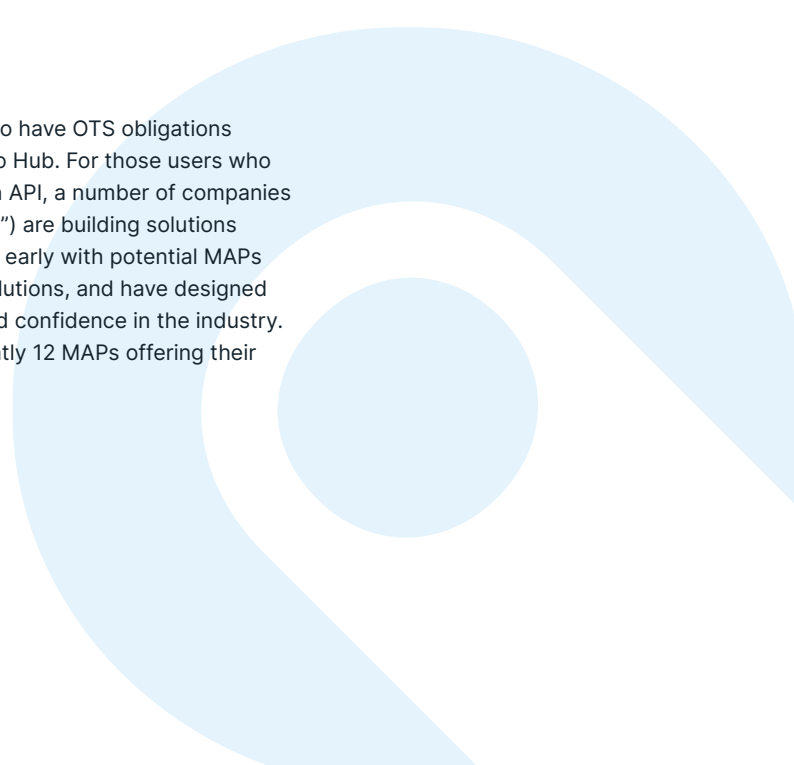 o have OTS obligations
o Hub. For those users who
API, a number of companies
”) are building solutions
early with potential MAPs
lutions, and have designed
d confidence in the industry.
tly 12 MAPs offering their